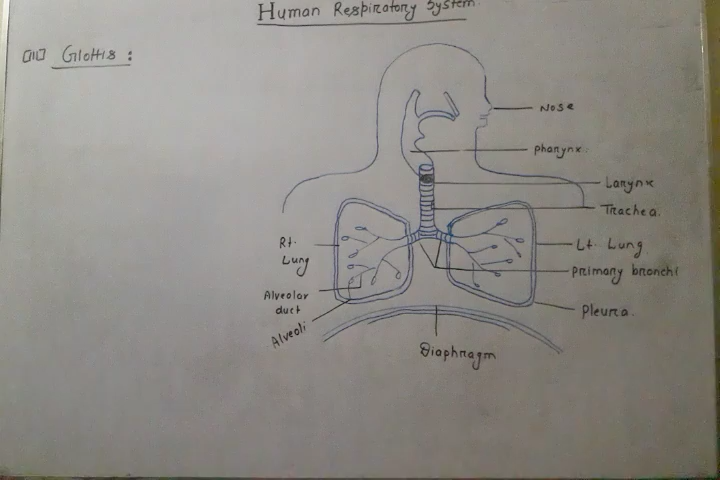 Human Respiratory System
[III] Glottis :
Nose
Pharynx
Larynx
Trachea.
Rt.
Lung
Lt. Lung
Primary bronchi
Alveolar
duct
Pleura.
Alveoli
Diaphragm